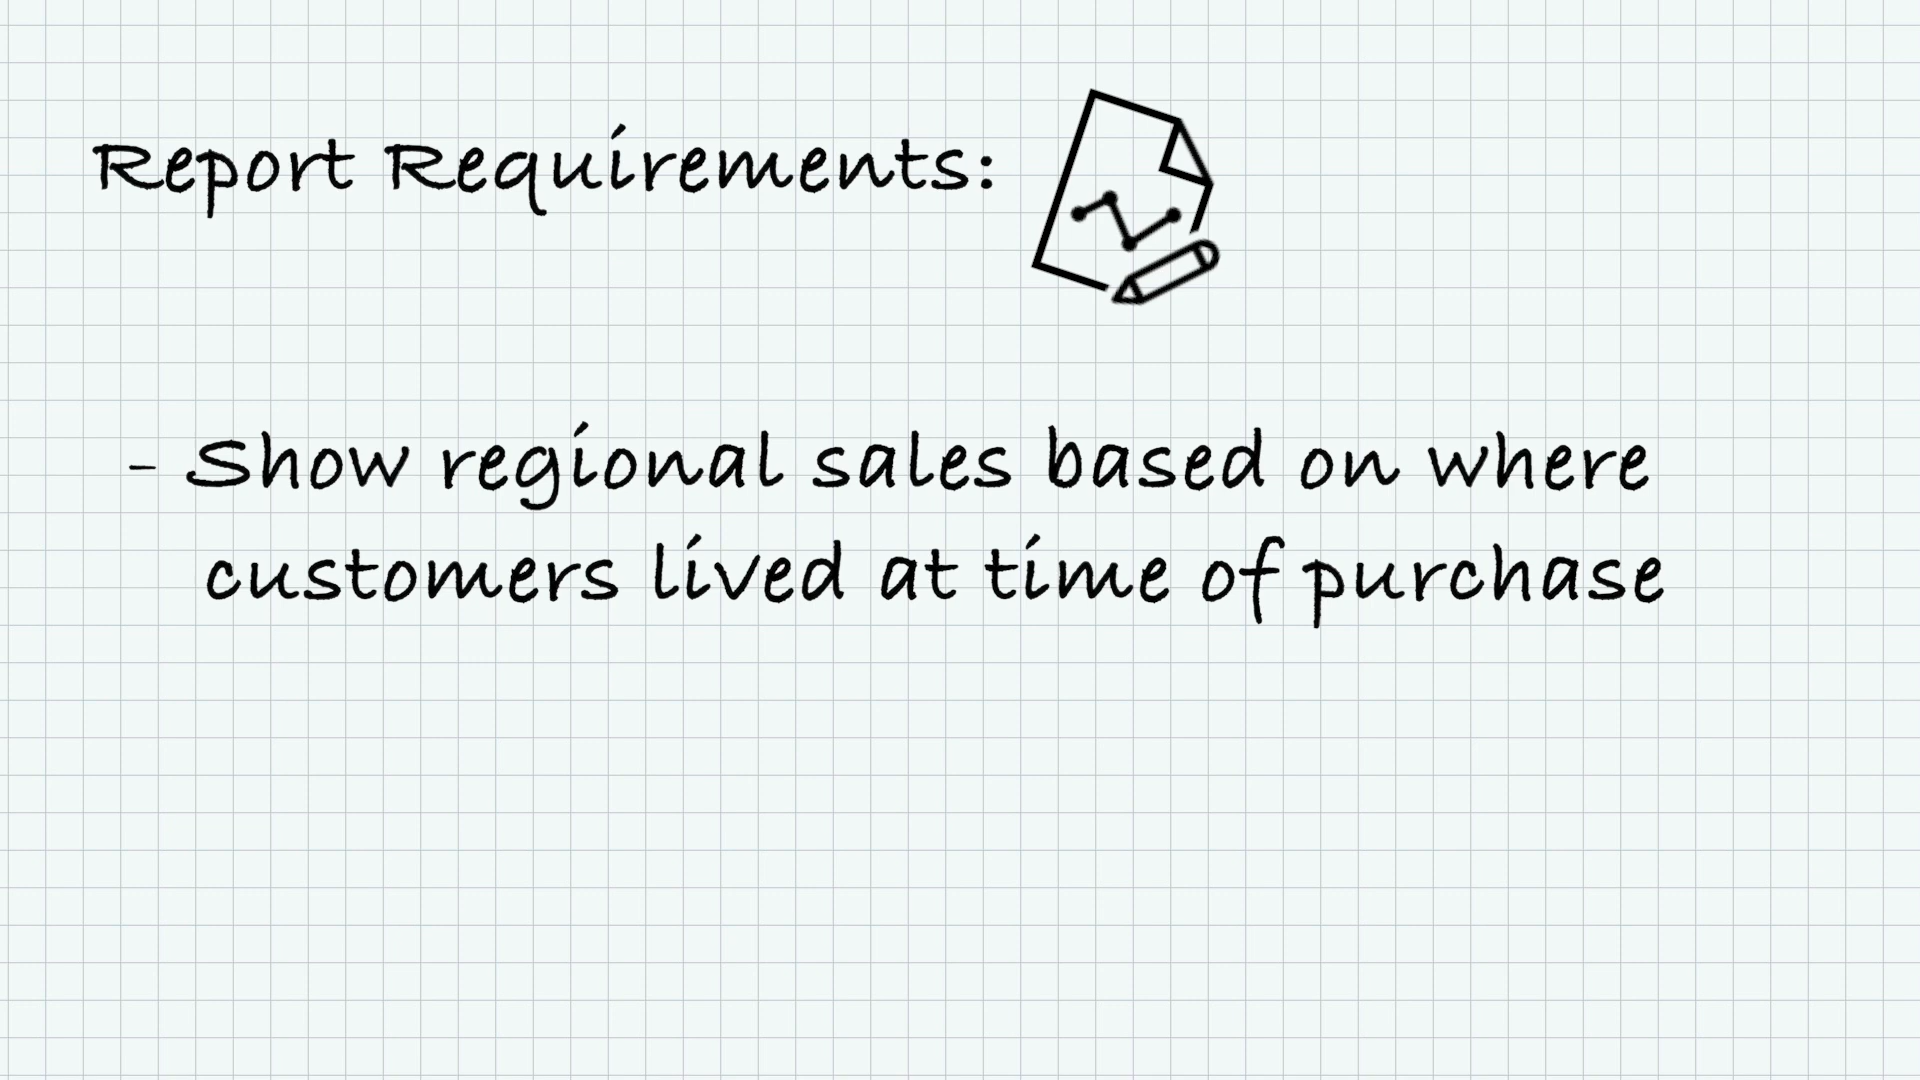 Report Requirements:
- Show regional sales based on where
customers lived at time of purchase